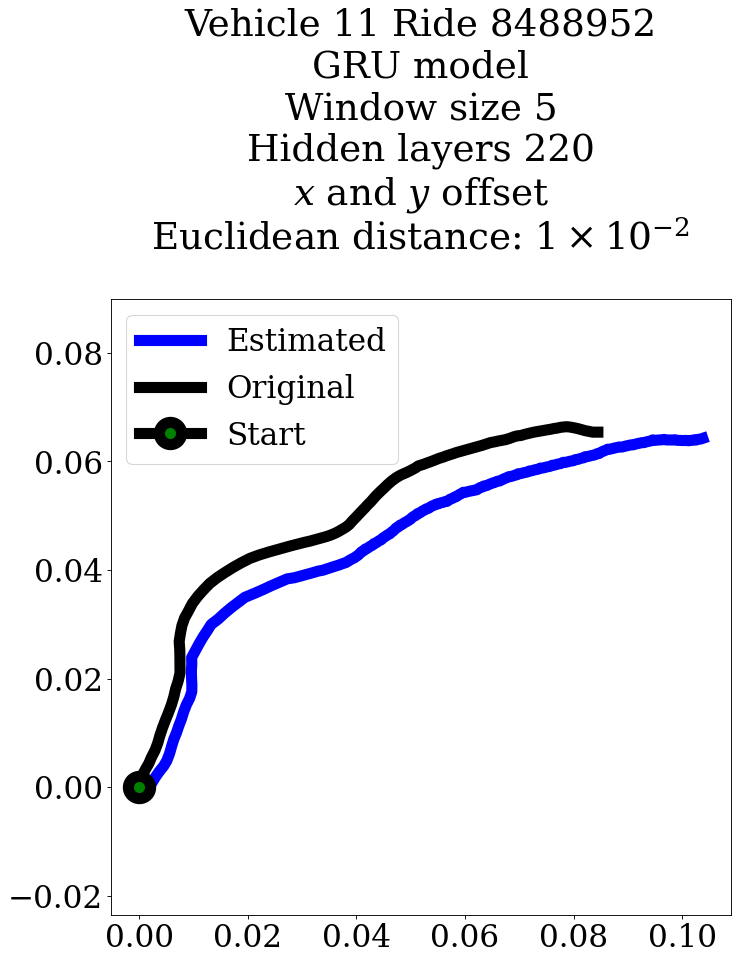 Vehicle 11 Ride 8488952
GRU model
Window size 5
Hidden layers 220
x and y offset
Euclidean distance: 1 × 10⁻²
Estimated
Original
Start
0.08
0.06
0.04
0.02
0.00
−0.02
0.00 0.02 0.04 0.06 0.08 0.10